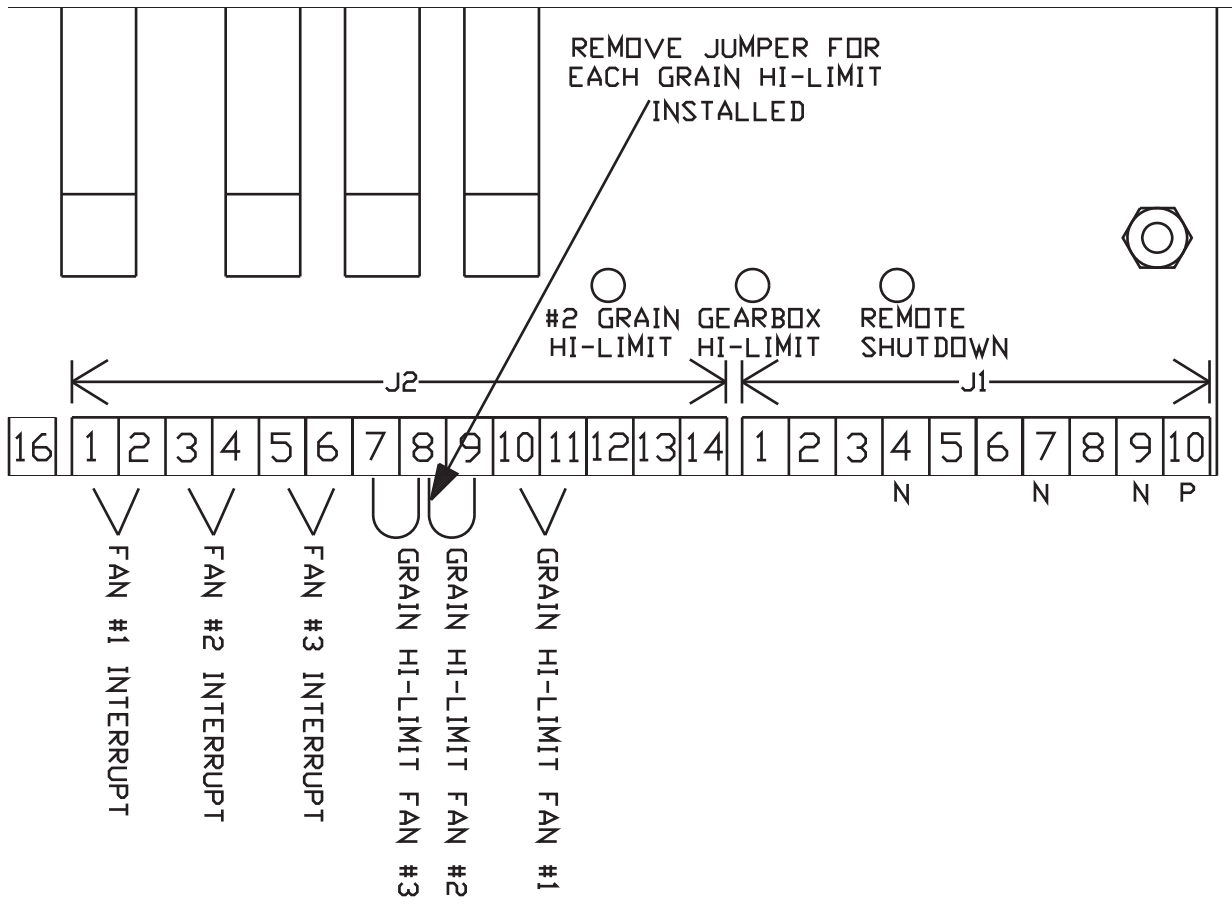 REMOVE JUMPER FOR
EACH GRAIN HI-LIMIT
INSTALLED
#2 GRAIN
HI-LIMIT
GEARBOX
HI-LIMIT
REMOTE
SHUTDOWN
J2
J1
16 1 2 3 4 5 6 7 8 9 10 11 12 13 14 1 2 3 4 5 6 7 8 9 10
N N N P
FAN #1 INTERRUPT
FAN #2 INTERRUPT
FAN #3 INTERRUPT
GRAIN HI-LIMIT FAN #3
GRAIN HI-LIMIT FAN #2
GRAIN HI-LIMIT FAN #1